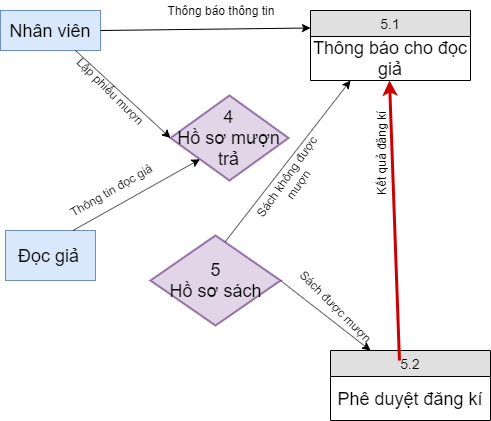 Thông báo thông tin
Nhân viên
5.1
Thông báo cho đọc
giả
Lập phiếu mượn
4
Hồ sơ mượn
trả
Kết quả đăng kí
Sách không được
mượn
Thông tin đọc giả
Đọc giả
5
Hồ sơ sách
Sách được mượn
5.2
Phê duyệt đăng kí